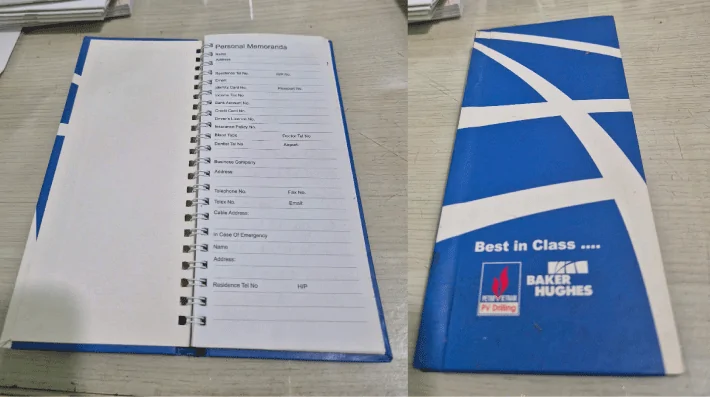 Personal Memoranda
Name
Address
Residence Tel No.
H/P No.
Email
Identity Card No.
Passport No.
Income Tax No.
Bank Account No.
Credit Card No.
Driver's Licence No.
Insurance Policy No.
Blood Type
Doctor Tel No
Dentist Tel No.
Business Company
Address:
Telephone No.
Fax No.
Telex No.
Email:
Cable Address:
In Case Of Emergency
Name
Address:
Residence Tel No
H/P
Best in Class ....
PETROVIETNAM
PV Drilling
BAKER
HUGHES